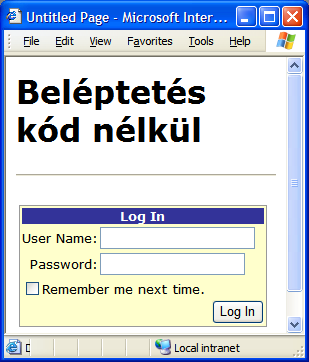 Untitled Page - Microsoft Inter...
File Edit View Favorites Tools Help
Beléptetés
kód nélkül
Log In
User Name:
Password:
Remember me next time.
Log In
Local intranet